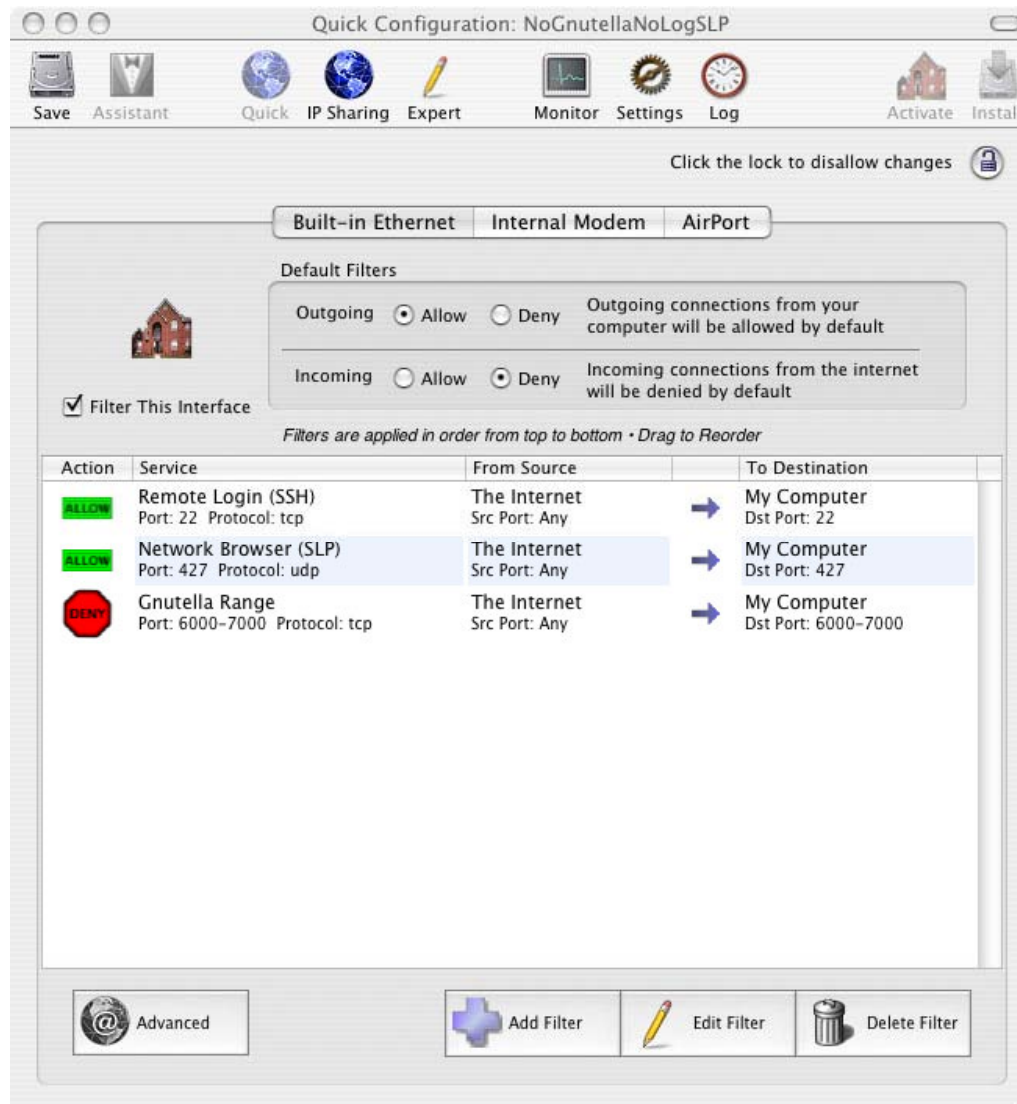 Quick Configuration: NoGnutellaNoLogSLP
Save Assistant Quick IP Sharing Expert Monitor Settings Log Activate Instal
Click the lock to disallow changes
Built-in Ethernet Internal Modem AirPort
Default Filters
Outgoing Allow Deny Outgoing connections from your
computer will be allowed by default
Incoming Allow Deny Incoming connections from the internet
will be denied by default
Filter This Interface
Filters are applied in order from top to bottom • Drag to Reorder
Action Service From Source To Destination
ALLOW Remote Login (SSH) The Internet My Computer
Port: 22 Protocol: tcp Src Port: Any Dst Port: 22
ALLOW Network Browser (SLP) The Internet My Computer
Port: 427 Protocol: udp Src Port: Any Dst Port: 427
DENY Gnutella Range The Internet My Computer
Port: 6000-7000 Protocol: tcp Src Port: Any Dst Port: 6000-7000
@ Advanced Add Filter Edit Filter Delete Filter